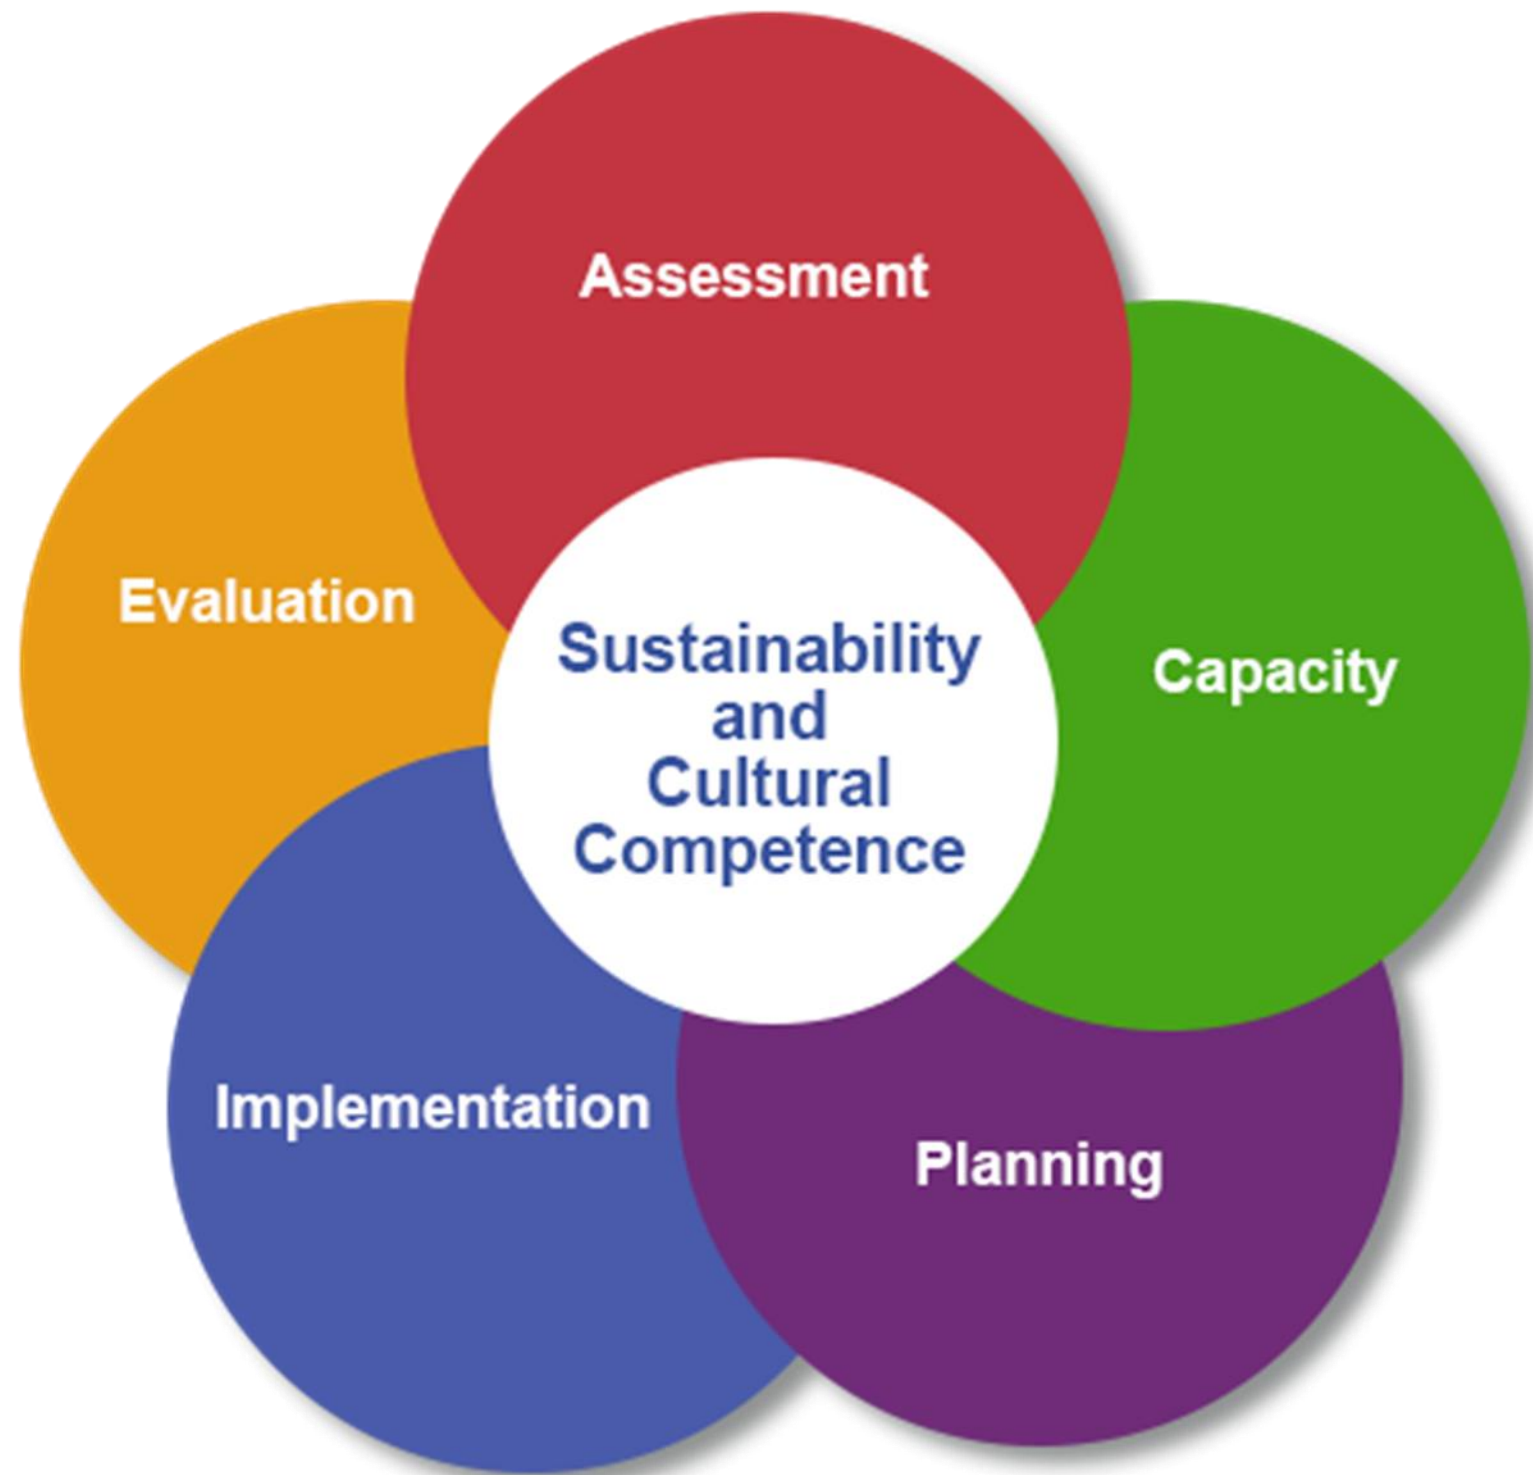 Assessment
Evaluation
Capacity
Sustainability
and
Cultural
Competence
Implementation
Planning